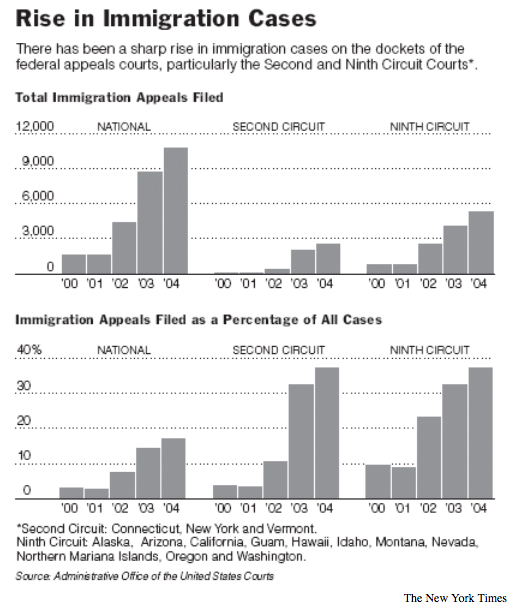 Rise in Immigration Cases
There has been a sharp rise in immigration cases on the dockets of the
federal appeals courts, particularly the Second and Ninth Circuit Courts*.
Total Immigration Appeals Filed
12,000 NATIONAL SECOND CIRCUIT NINTH CIRCUIT
9,000
6,000
3,000
0
'00 '01 '02 '03 '04 '00 '01 '02 '03 '04 '00 '01 '02 '03 '04
Immigration Appeals Filed as a Percentage of All Cases
40% NATIONAL SECOND CIRCUIT NINTH CIRCUIT
30
20
10
0
'00 '01 '02 '03 '04 '00 '01 '02 '03 '04 '00 '01 '02 '03 '04
*Second Circuit: Connecticut, New York and Vermont.
Ninth Circuit: Alaska, Arizona, California, Guam, Hawaii, Idaho, Montana, Nevada,
Northern Mariana Islands, Oregon and Washington.
Source: Administrative Office of the United States Courts
The New York Times